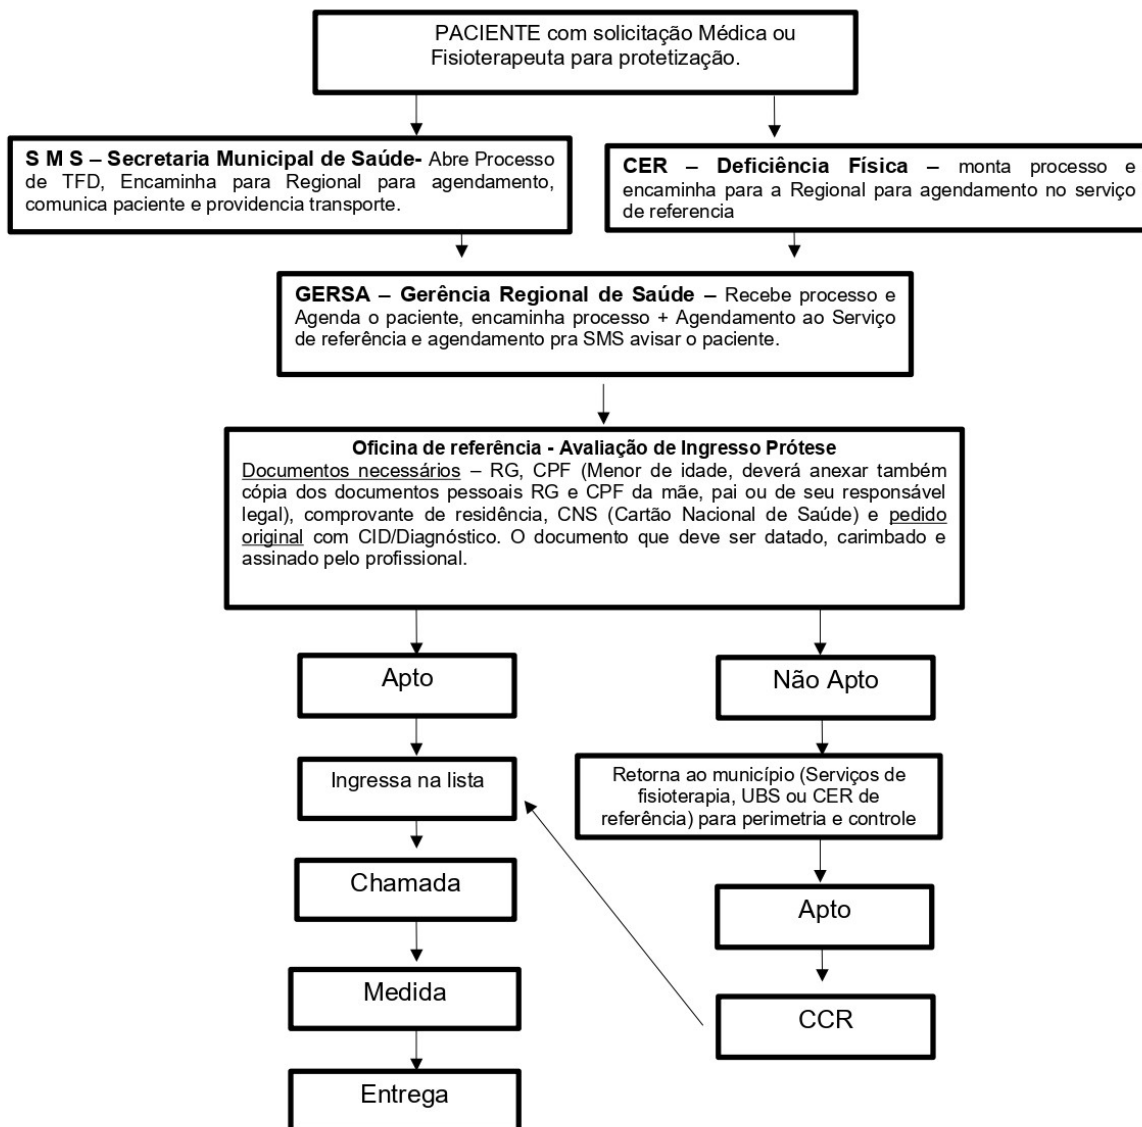 PACIENTE com solicitação Médica ou
Fisioterapeuta para protetização.
S M S – Secretaria Municipal de Saúde- Abre Processo
de TFD, Encaminha para Regional para agendamento,
comunica paciente e providencia transporte.
CER – Deficiência Física – monta processo e
encaminha para a Regional para agendamento no serviço
de referencia
GERSA – Gerência Regional de Saúde – Recebe processo e
Agenda o paciente, encaminha processo + Agendamento ao Serviço
de referência e agendamento pra SMS avisar o paciente.
Oficina de referência - Avaliação de Ingresso Prótese
Documentos necessários – RG, CPF (Menor de idade, deverá anexar também
cópia dos documentos pessoais RG e CPF da mãe, pai ou de seu responsável
legal), comprovante de residência, CNS (Cartão Nacional de Saúde) e pedido
original com CID/Diagnóstico. O documento que deve ser datado, carimbado e
assinado pelo profissional.
Apto
Não Apto
Ingressa na lista
Retorna ao município (Serviços de
fisioterapia, UBS ou CER de
referência) para perimetria e controle
Chamada
Apto
Medida
CCR
Entrega